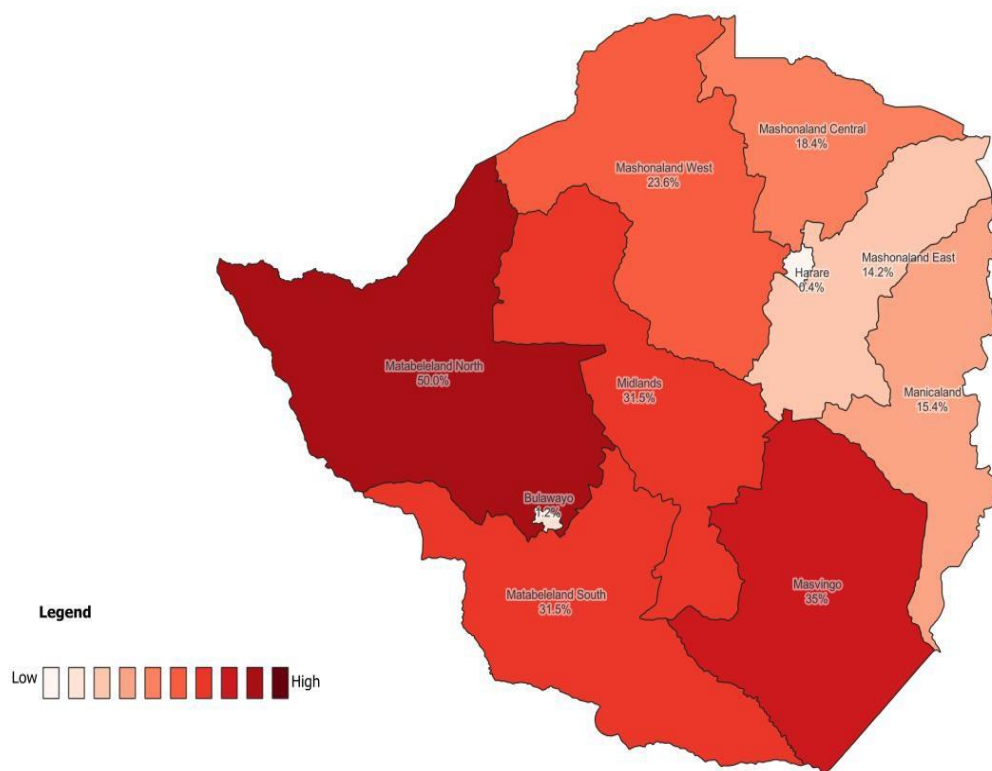 Mashonaland Central
18.4%
Mashonaland West
23.6%
Mashonaland East
14.2%
Harare
0.4%
Matabeleland North
50.0%
Midlands
31.5%
Manicaland
15.4%
Bulawayo
1.2%
Matabeleland South
31.5%
Masvingo
35%
Legend
Low
High